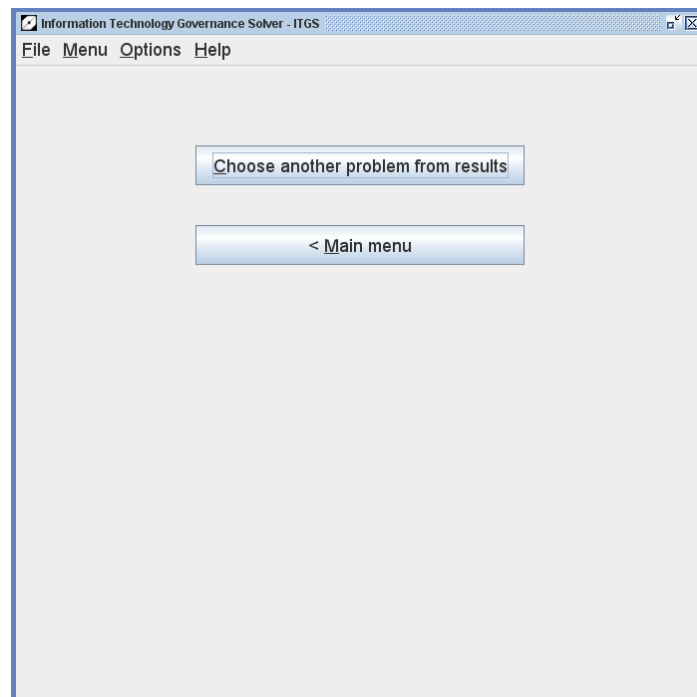 Information Technology Governance Solver - ITGS
File Menu Options Help
Choose another problem from results
< Main menu